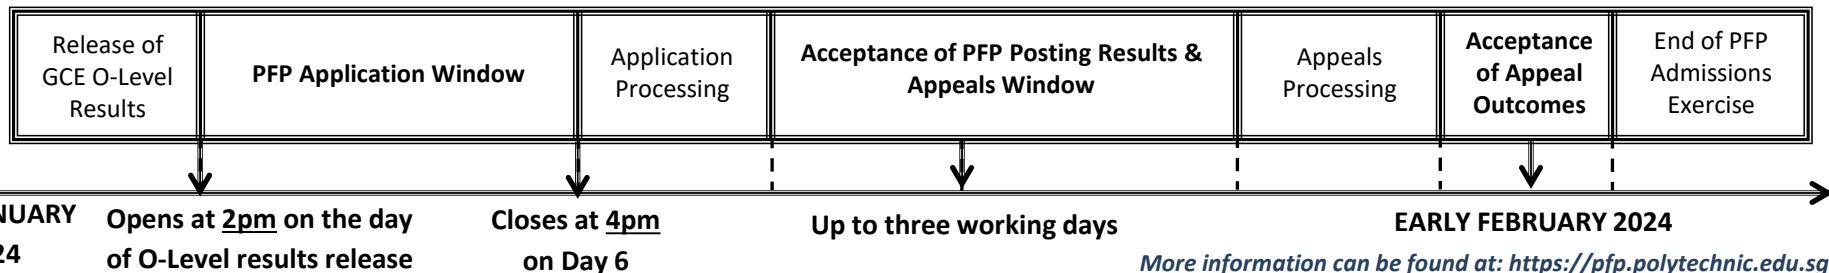 Release of
GCE O-Level
Results
PFP Application Window
Application
Processing
Acceptance of PFP Posting Results &
Appeals Window
Appeals
Processing
Acceptance
of Appeal
Outcomes
End of PFP
Admissions
Exercise
Opens at 2pm on the day
of O-Level results release
Closes at 4pm
on Day 6
Up to three working days
EARLY FEBRUARY 2024
More information can be found at: https://pfp.polytechnic.edu.sg